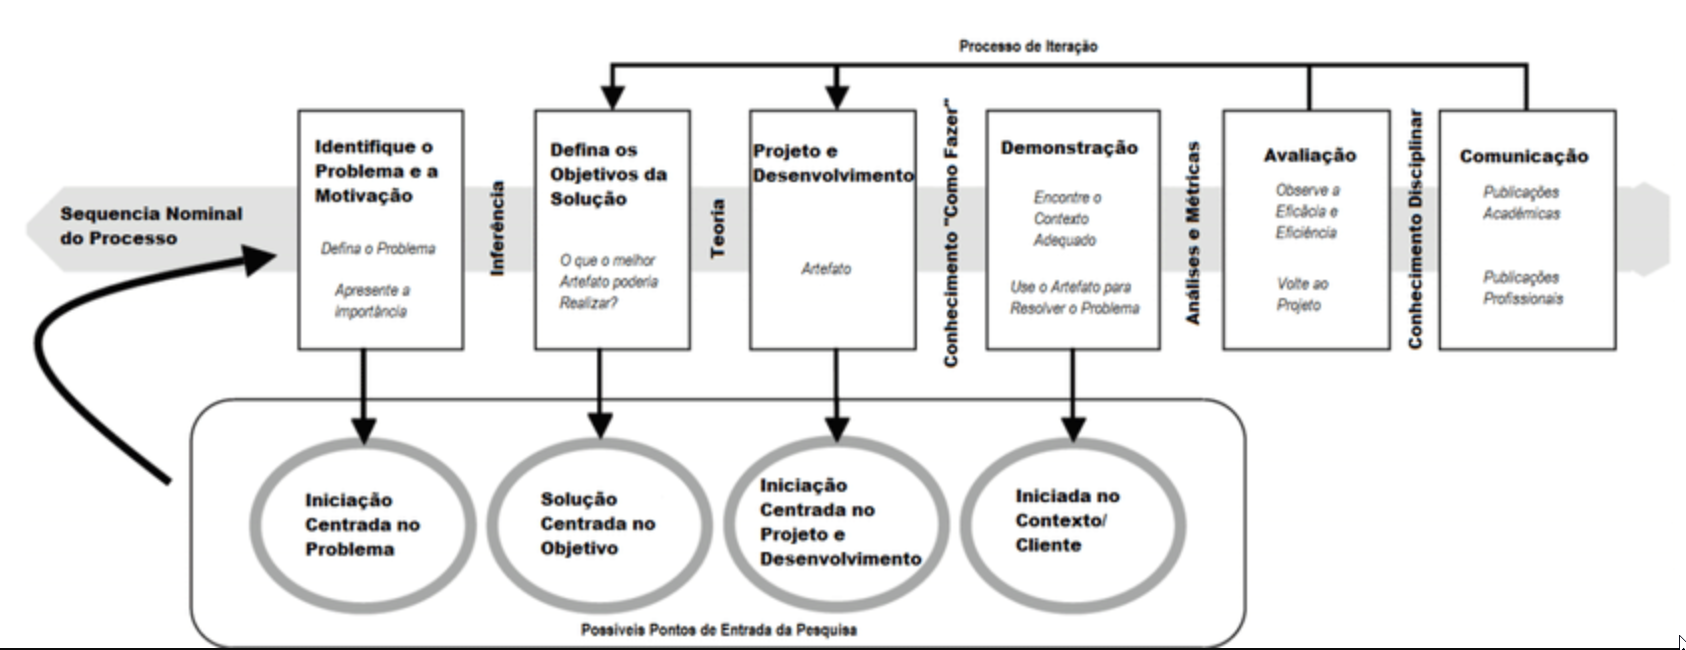 Processo de Iteração
Sequencia Nominal
do Processo
Identifique o
Problema e a
Motivação
Defina o Problema
Apresente a
Importância
Inferência
Defina os
Objetivos da
Solução
O que o melhor
Artefato poderia
Realizar?
Teoria
Projeto e
Desenvolvimento
Artefato
Conhecimento "Como Fazer"
Demonstração
Encontre o
Contexto
Adequado
Use o Artefato para
Resolver o Problema
Análises e Métricas
Avaliação
Observe a
Eficácia e
Eficiência
Volte ao
Projeto
Conhecimento Disciplinar
Comunicação
Publicações
Acadêmicas
Publicações
Profissionais
Iniciação
Centrada no
Problema
Solução
Centrada no
Objetivo
Iniciação
Centrada no
Projeto e
Desenvolvimento
Iniciada no
Contexto/
Cliente
Possiveis Pontos de Entrada da Pesquisa